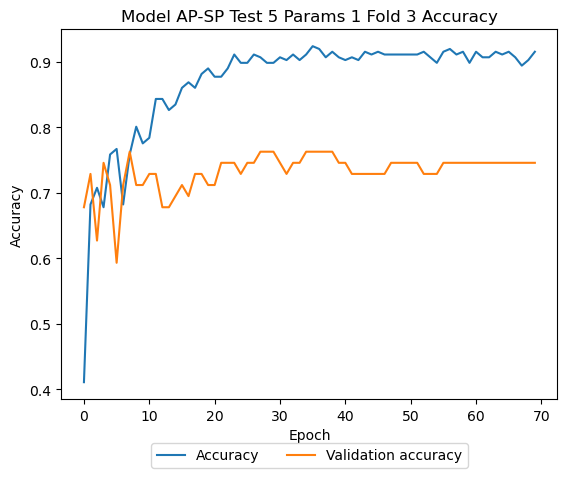 Model AP-SP Test 5 Params 1 Fold 3 Accuracy
0.9
0.8
0.7
0.6
0.5
0.4
Accuracy
0 10 20 30 40 50 60 70
Epoch
Accuracy Validation accuracy